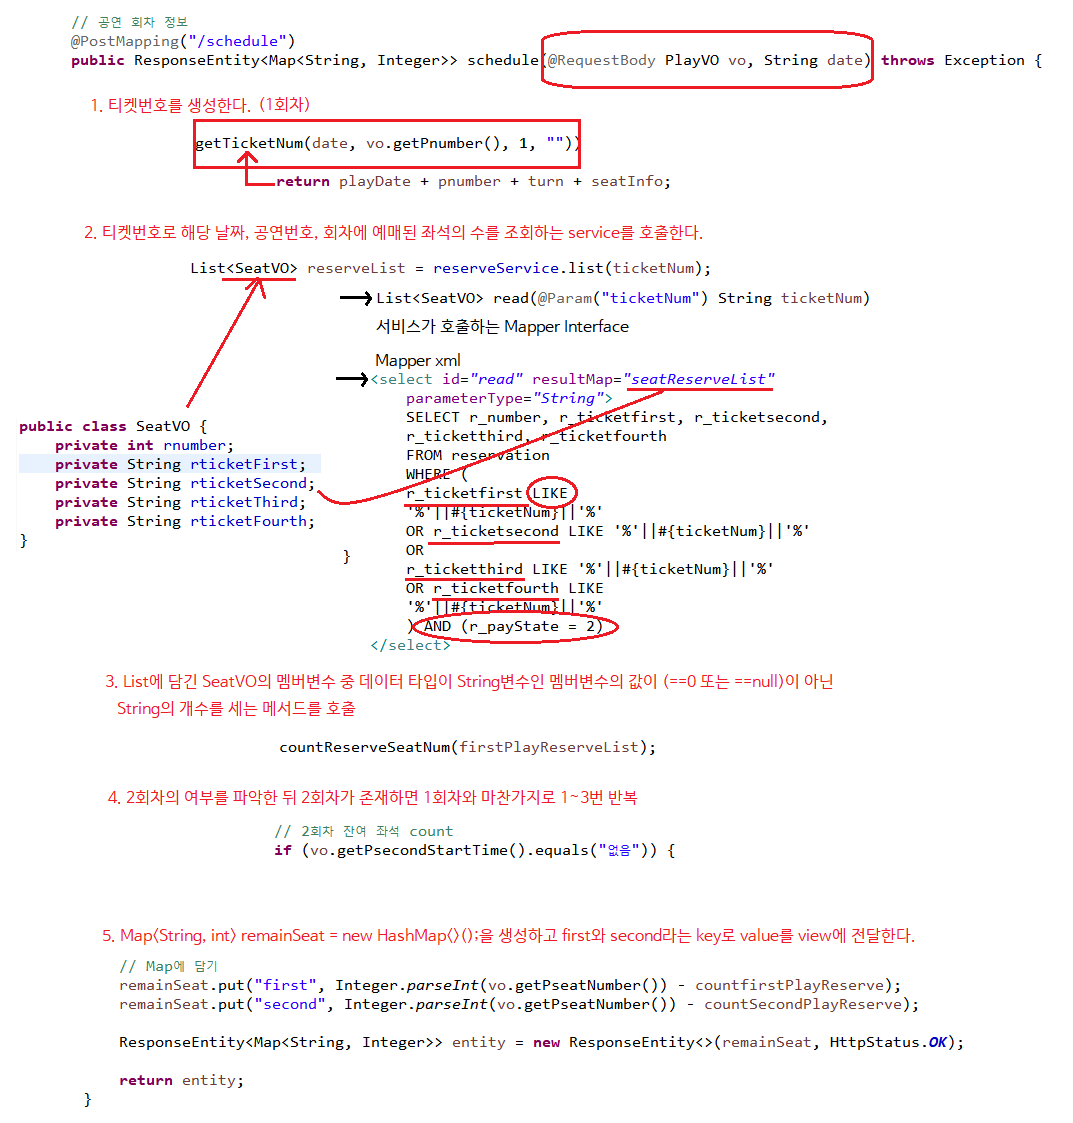 // 공연 회차 정보
@PostMapping("/schedule")
public ResponseEntity<Map<String, Integer>> schedule(@RequestBody PlayVO vo, String date) throws Exception {
1. 티켓번호를 생성한다. (1회차)
getTicketNum(date, vo.getPnumber(), 1, ""))
return playDate + pnumber + turn + seatInfo;
2. 티켓번호로 해당 날짜, 공연번호, 회차에 예매된 좌석의 수를 조회하는 service를 호출한다.
List<SeatVO> reserveList = reserveService.list(ticketNum);
List<SeatVO> read(@Param("ticketNum") String ticketNum)
서비스가 호출하는 Mapper Interface
Mapper xml
<select id="read" resultMap="seatReserveList"
parameterType="String">
SELECT r_number, r_ticketfirst, r_ticketsecond,
r_ticketthird, r_ticketfourth
FROM reservation
WHERE (
r_ticketfirst LIKE
'%'||#{ticketNum}||'%'
OR r_ticketsecond LIKE '%'||#{ticketNum}||'%'
OR
r_ticketthird LIKE '%'||#{ticketNum}||'%'
OR r_ticketfourth LIKE
'%'||#{ticketNum}||'%'
) AND (r_payState = 2)
</select>
}
public class SeatVO {
private int rnumber;
private String rticketFirst;
private String rticketSecond;
private String rticketThird;
private String rticketFourth;
}
3. List에 담긴 SeatVO의 멤버변수 중 데이터 타입이 String변수인 멤버변수의 값이 (==0 또는 ==null)이 아닌
String의 개수를 세는 메서드를 호출
countReserveSeatNum(firstPlayReserveList);
4. 2회차의 여부를 파악한 뒤 2회차가 존재하면 1회차와 마찬가지로 1~3번 반복
// 2회차 잔여 좌석 count
if (vo.getPsecondStartTime().equals("없음")) {
5. Map<String, int> remainSeat = new HashMap<>();을 생성하고 first와 second라는 key로 value를 view에 전달한다.
// Map에 담기
remainSeat.put("first", Integer.parseInt(vo.getPseatNumber()) - countfirstPlayReserve);
remainSeat.put("second", Integer.parseInt(vo.getPseatNumber()) - countSecondPlayReserve);
ResponseEntity<Map<String, Integer>> entity = new ResponseEntity<>(remainSeat, HttpStatus.OK);
return entity;
}